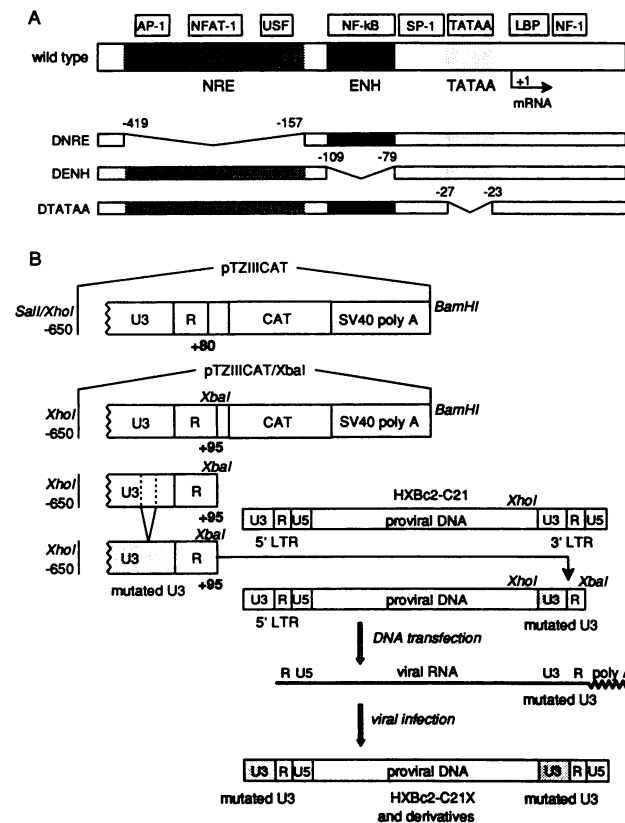 A
AP-1 NFAT-1 USF NF-kB SP-1 TATAA LBP NF-1
wild type
NRE ENH TATAA +1
mRNA
-419 -157
DNRE
-109 -79
DENH
-27 -23
DTATAA
B
pTZIIICAT
SalI/XhoI BamHI
-650 U3 R CAT SV40 poly A
+80
pTZIIICAT/XbaI
XbaI
XhoI BamHI
-650 U3 R CAT SV40 poly A
+95
XbaI
XhoI
-650 U3 R
+95
HXBc2-C21
XhoI
U3 R U5 proviral DNA U3 R U5
5' LTR 3' LTR
XbaI
XhoI
-650 U3 R
mutated U3 +95
XhoI XbaI
U3 R U5 proviral DNA U3 R
5' LTR mutated U3
DNA transfection
R U5 viral RNA U3 R poly A
mutated U3
viral infection
U3 R U5 proviral DNA U3 R U5
mutated U3 HXBc2-C21X mutated U3
and derivatives